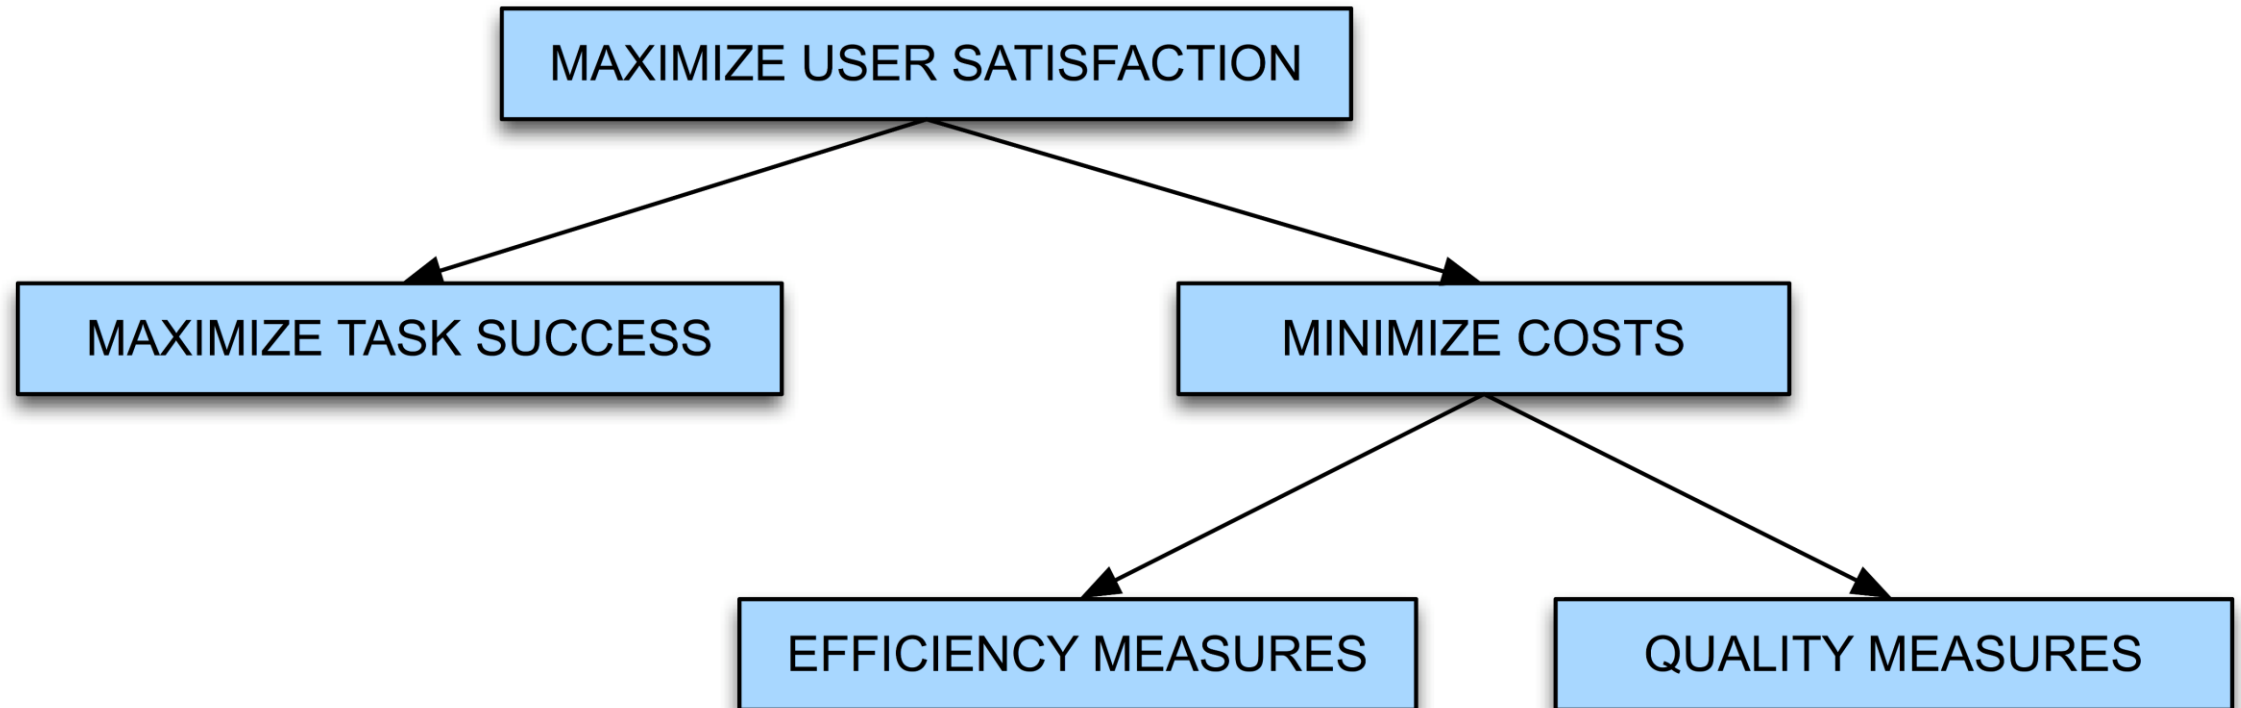 MAXIMIZE USER SATISFACTION
MAXIMIZE TASK SUCCESS
MINIMIZE COSTS
EFFICIENCY MEASURES
QUALITY MEASURES